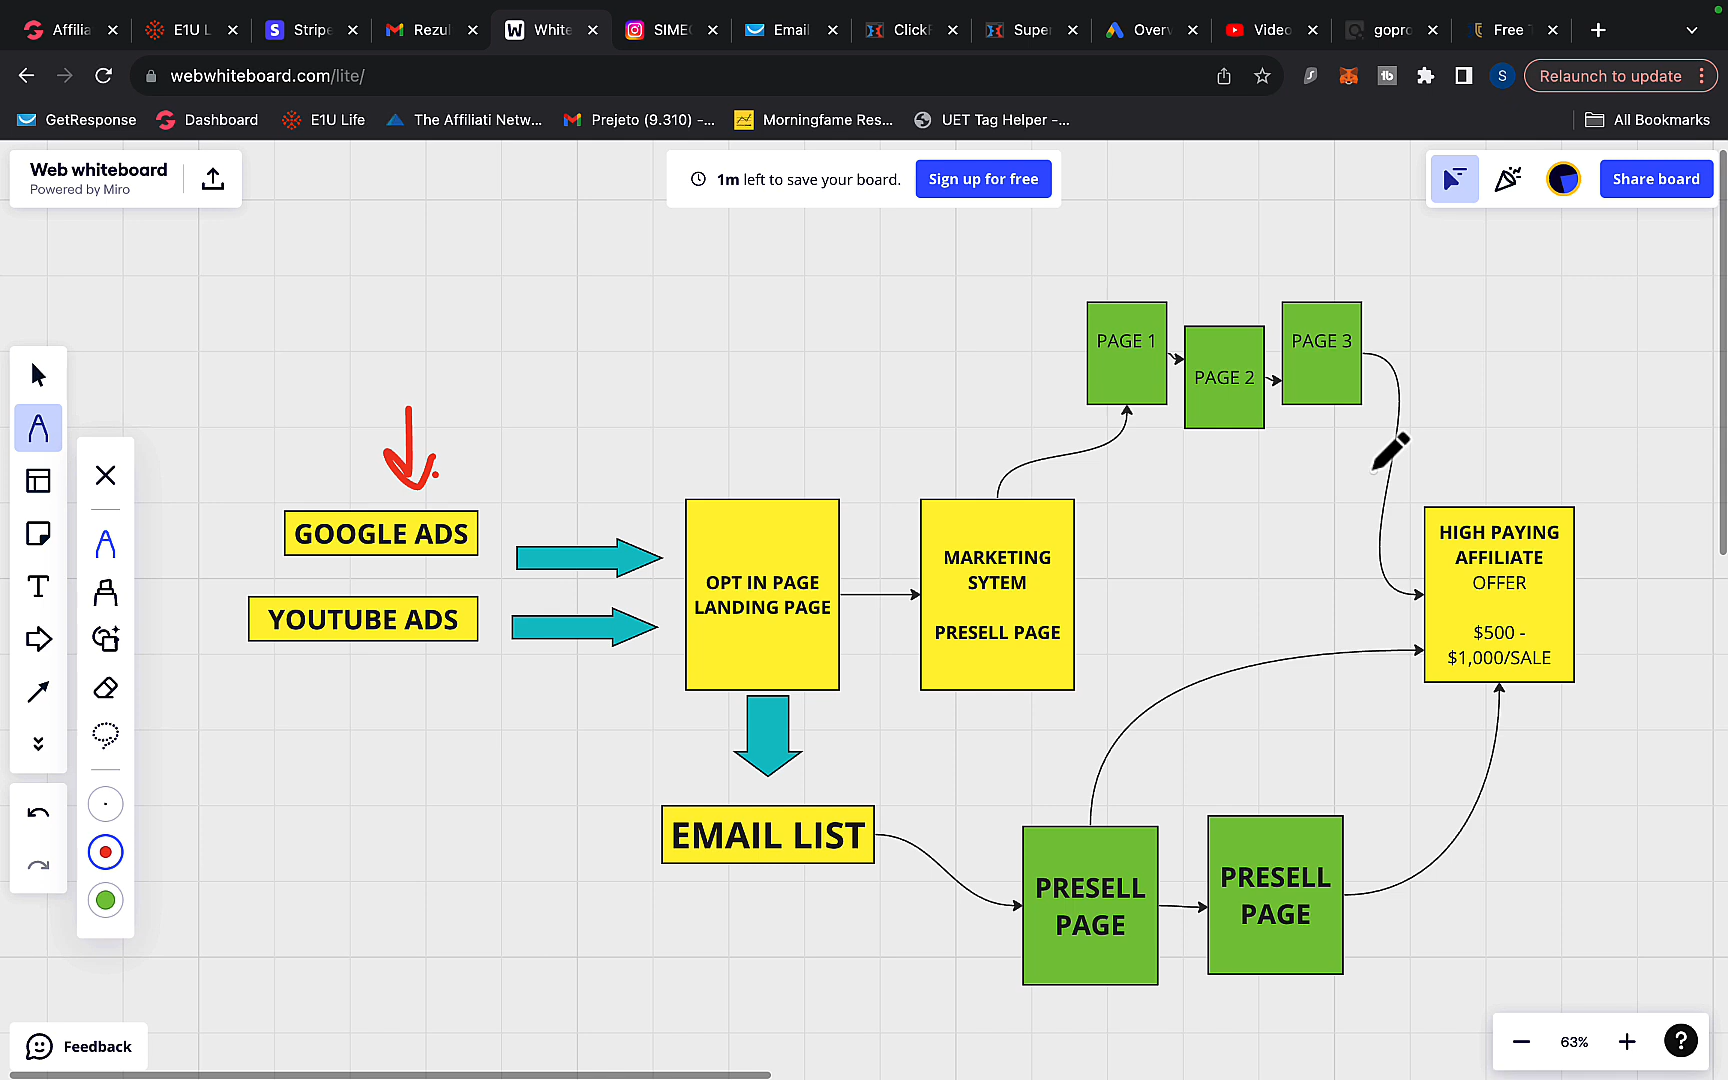 Affilia
E1U L
Stripe
Rezul
White
SIME
Email
Click
Super
Overv
Video
gopro
Free
webwhiteboard.com/lite/
S
Relaunch to update
GetResponse
Dashboard
E1U Life
The Affiliati Netw...
Prejeto (9.310) -...
Morningfame Res...
UET Tag Helper -...
All Bookmarks
Web whiteboard
Powered by Miro
1m left to save your board.
Sign up for free
Share board
PAGE 1
PAGE 2
PAGE 3
GOOGLE ADS
YOUTUBE ADS
OPT IN PAGE
LANDING PAGE
MARKETING
SYTEM
PRESELL PAGE
HIGH PAYING
AFFILIATE
OFFER
$500 -
$1,000/SALE
EMAIL LIST
PRESELL
PAGE
PRESELL
PAGE
Feedback
63%